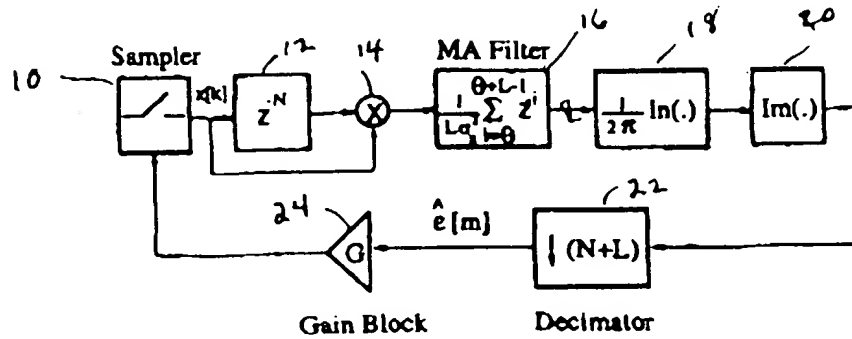 Sampler
10
x[k]
12
Z⁻ᴺ
14
X
MA Filter
16
θ+L-1
1 Σ zⁱ
i=θ
q
18
1/2π ln(.)
20
Im(.)
22
↓ (N+L)
ê [m]
24
G
Gain Block
Decimator